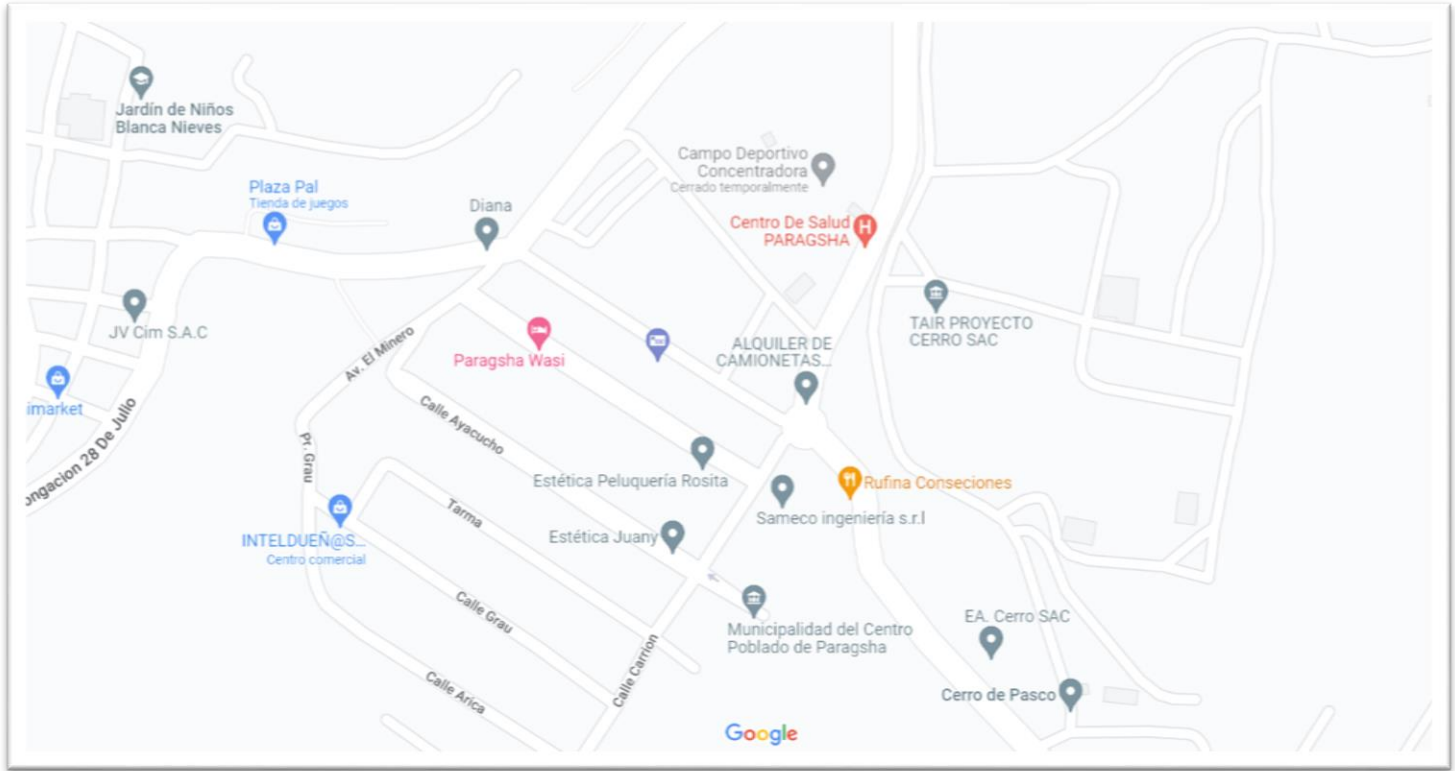 Jardín de Niños
Blanca Nieves
Plaza Pal
Tienda de juegos
Diana
Campo Deportivo
Concentradora
Cerrado temporalmente
Centro De Salud
PARAGSHA
H
JV Cim S.A.C
TAIR PROYECTO
CERRO SAC
Av. El Minero
Paragsha Wasi
ALQUILER DE
CAMIONETAS...
imarket
Calle Ayacucho
ongacion 28 De Julio
Pr. Grau
Estética Peluquería Rosita
Rufina Conseciones
Sameco ingeniería s.r.l
Tarma
INTELDUEÑ@S...
Centro comercial
Estética Juany
Calle Grau
Municipalidad del Centro
Poblado de Paragsha
EA. Cerro SAC
Calle Carrion
Calle Arica
Cerro de Pasco
Google